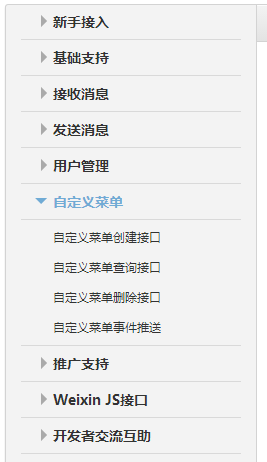 新手接入
基础支持
接收消息
发送消息
用户管理
自定义菜单
自定义菜单创建接口
自定义菜单查询接口
自定义菜单删除接口
自定义菜单事件推送
推广支持
Weixin JS接口
开发者交流互助